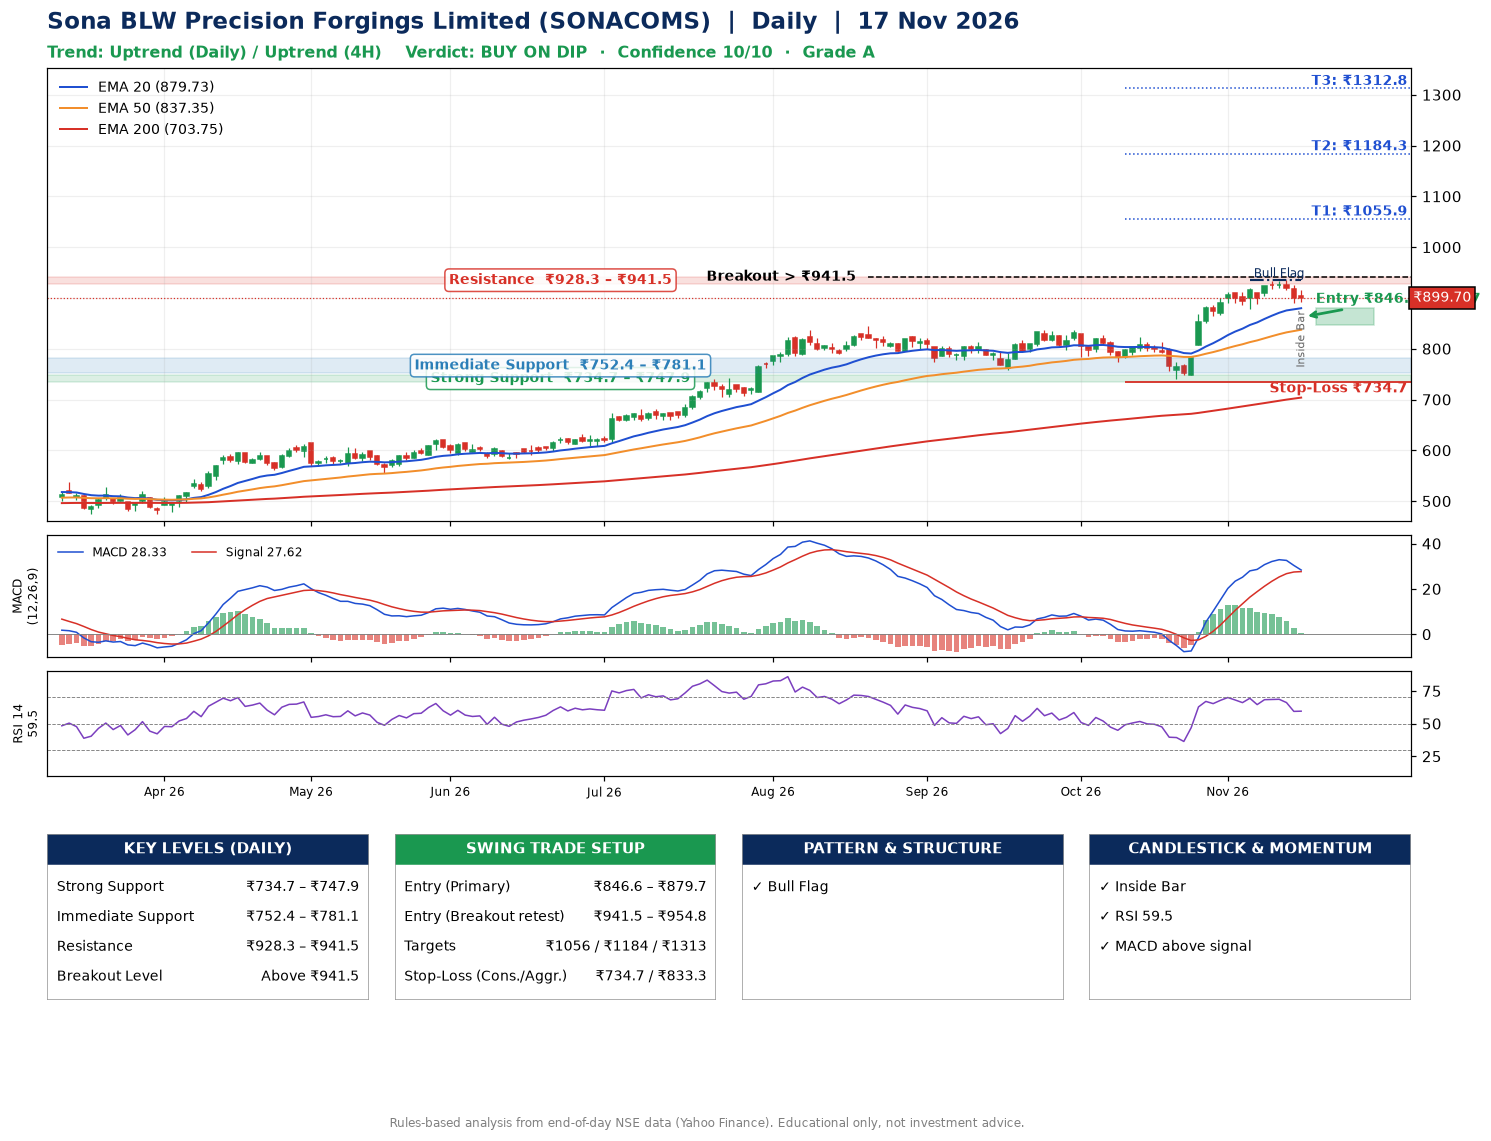 Sona BLW Precision Forgings Limited (SONACOMS) | Daily | 17 Nov 2026
Trend: Uptrend (Daily) / Uptrend (4H) Verdict: BUY ON DIP · Confidence 10/10 · Grade A
EMA 20 (879.73)
EMA 50 (837.35)
EMA 200 (703.75)
T3: ₹1312.8
T2: ₹1184.3
T1: ₹1055.9
Resistance ₹928.3 – ₹941.5
Breakout > ₹941.5
Bull Flag
Entry ₹846.
₹899.70
Inside Bar
Immediate Support ₹752.4 – ₹781.1
Strong Support ₹734.7 – ₹747.9
Stop-Loss ₹734.7
1300
1200
1100
1000
800
700
600
500
MACD 28.33
Signal 27.62
MACD
(12,26,9)
40
20
0
RSI 14
59.5
75
50
25
Apr 26
May 26
Jun 26
Jul 26
Aug 26
Sep 26
Oct 26
Nov 26
KEY LEVELS (DAILY)
Strong Support ₹734.7 – ₹747.9
Immediate Support ₹752.4 – ₹781.1
Resistance ₹928.3 – ₹941.5
Breakout Level Above ₹941.5
SWING TRADE SETUP
Entry (Primary) ₹846.6 – ₹879.7
Entry (Breakout retest) ₹941.5 – ₹954.8
Targets ₹1056 / ₹1184 / ₹1313
Stop-Loss (Cons./Aggr.) ₹734.7 / ₹833.3
PATTERN & STRUCTURE
✓ Bull Flag
CANDLESTICK & MOMENTUM
✓ Inside Bar
✓ RSI 59.5
✓ MACD above signal
Rules-based analysis from end-of-day NSE data (Yahoo Finance). Educational only, not investment advice.